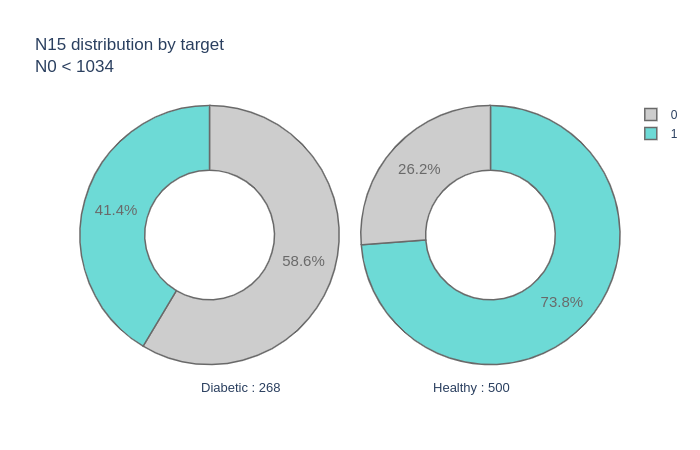 N15 distribution by target
N0 < 1034
0
1
26.2%
41.4%
58.6%
73.8%
Diabetic : 268
Healthy : 500